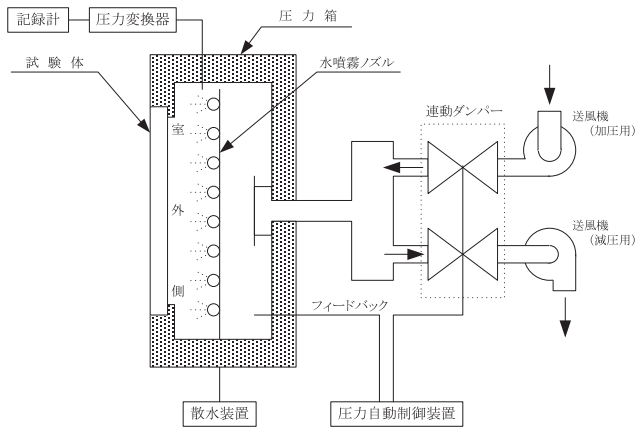 記録計
圧力変換器
圧力箱
試験体
水噴霧ノズル
連動ダンパー
送風機
（加圧用）
室外側
送風機
（減圧用）
フィードバック
散水装置
圧力自動制御装置